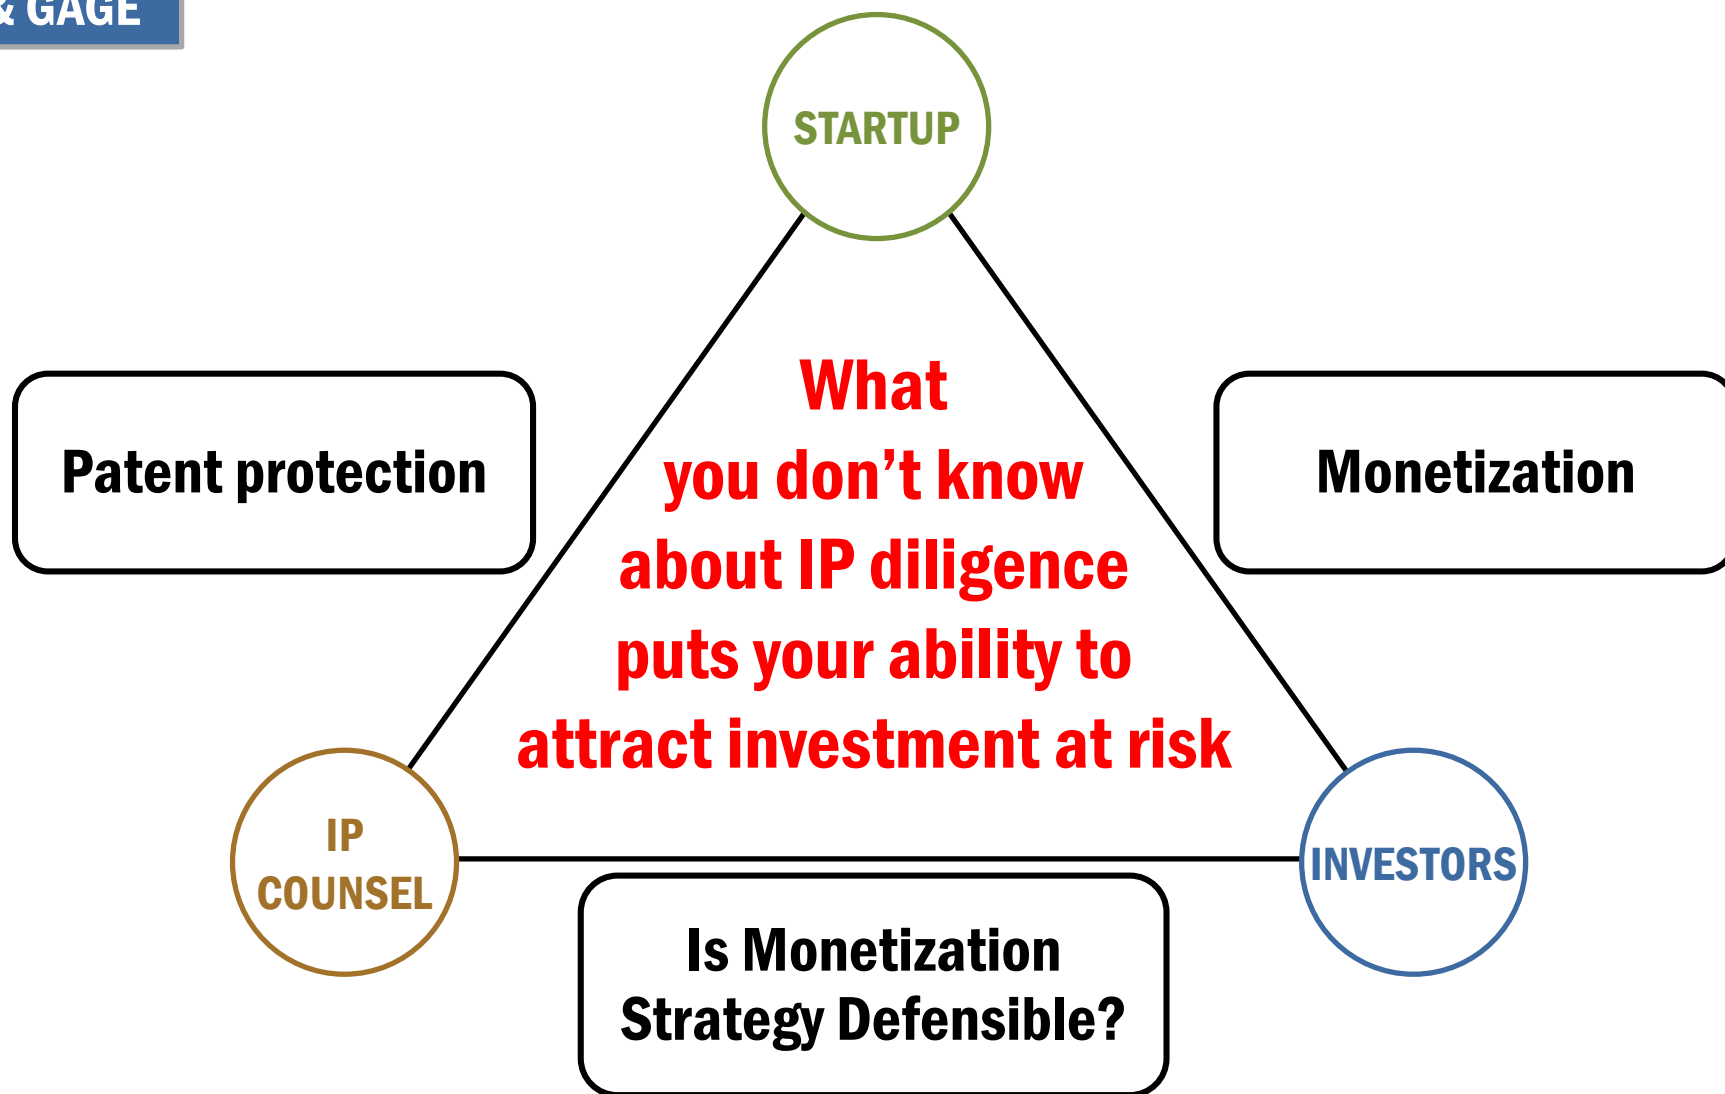 & GAGE
STARTUP
What
you don't know
about IP diligence
puts your ability to
attract investment at risk
Patent protection
Monetization
IP
COUNSEL
INVESTORS
Is Monetization
Strategy Defensible?